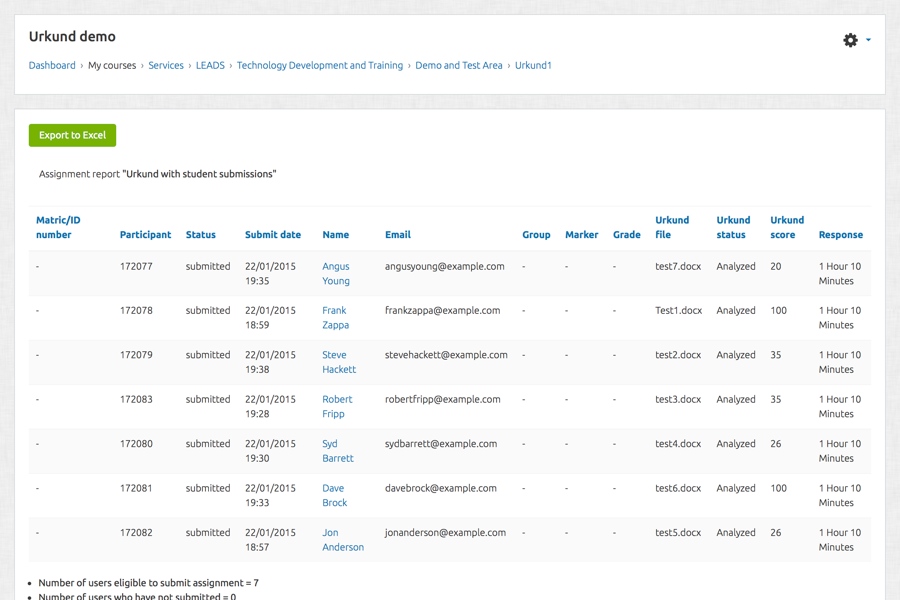 Urkund demo
Dashboard › My courses › Services › LEADS › Technology Development and Training › Demo and Test Area › Urkund1
Export to Excel
Assignment report "Urkund with student submissions"
Matric/ID number Participant Status Submit date Name Email Group Marker Grade Urkund file Urkund status Urkund score Response
- 172077 submitted 22/01/2015 19:35 Angus Young angusyoung@example.com - - - test7.docx Analyzed 20 1 Hour 10 Minutes
- 172078 submitted 22/01/2015 18:59 Frank Zappa frankzappa@example.com - - - Test1.docx Analyzed 100 1 Hour 10 Minutes
- 172079 submitted 22/01/2015 19:38 Steve Hackett stevehackett@example.com - - - test2.docx Analyzed 35 1 Hour 10 Minutes
- 172083 submitted 22/01/2015 19:28 Robert Fripp robertfripp@example.com - - - test3.docx Analyzed 35 1 Hour 10 Minutes
- 172080 submitted 22/01/2015 19:30 Syd Barrett sydbarrett@example.com - - - test4.docx Analyzed 26 1 Hour 10 Minutes
- 172081 submitted 22/01/2015 19:33 Dave Brock davebrock@example.com - - - test6.docx Analyzed 100 1 Hour 10 Minutes
- 172082 submitted 22/01/2015 18:57 Jon Anderson jonanderson@example.com - - - test5.docx Analyzed 26 1 Hour 10 Minutes
• Number of users eligible to submit assignment = 7
• Number of users who have not submitted = 0